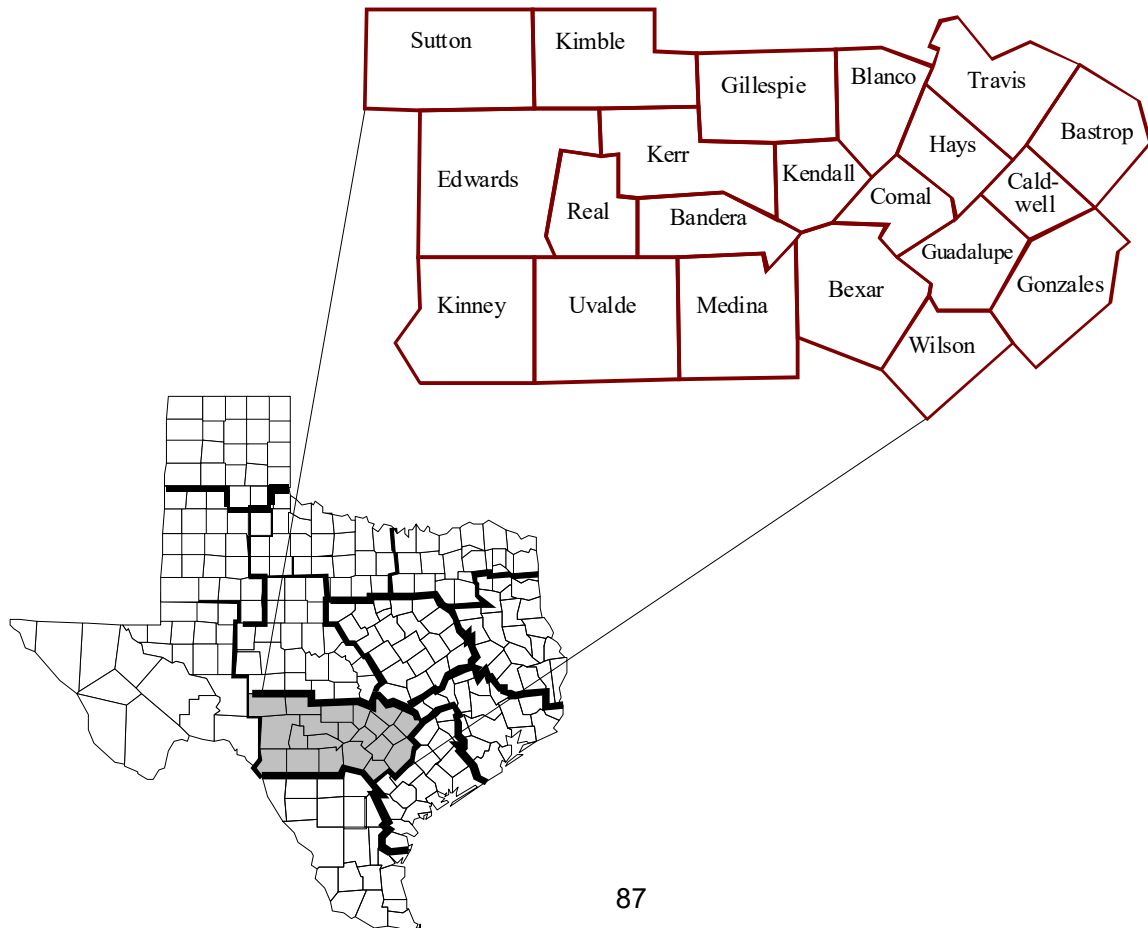 Sutton
Kimble
Gillespie
Blanco
Travis
Bastrop
Edwards
Kerr
Hays
Kendall
Cald-
well
Real
Bandera
Comal
Guadalupe
Gonzales
Kinney
Uvalde
Medina
Bexar
Wilson
87